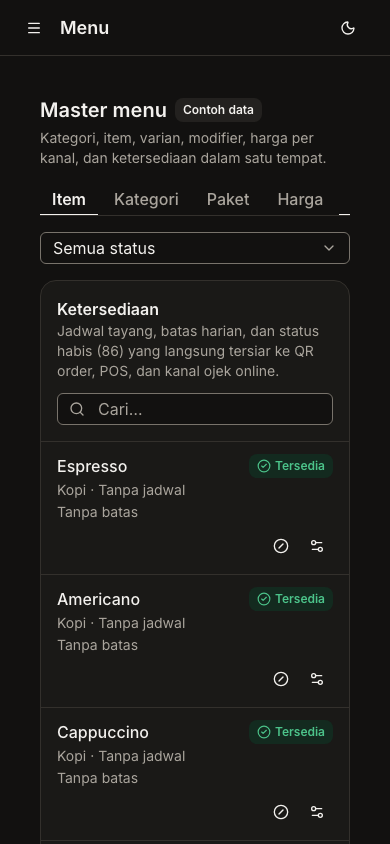 Menu
Master menu
Contoh data
Kategori, item, varian, modifier, harga per
kanal, dan ketersediaan dalam satu tempat.
Item
Kategori
Paket
Harga
Semua status
Ketersediaan
Jadwal tayang, batas harian, dan status
habis (86) yang langsung tersiar ke QR
order, POS, dan kanal ojek online.
Cari...
Espresso
Tersedia
Kopi · Tanpa jadwal
Tanpa batas
Americano
Tersedia
Kopi · Tanpa jadwal
Tanpa batas
Cappuccino
Tersedia
Kopi · Tanpa jadwal
Tanpa batas